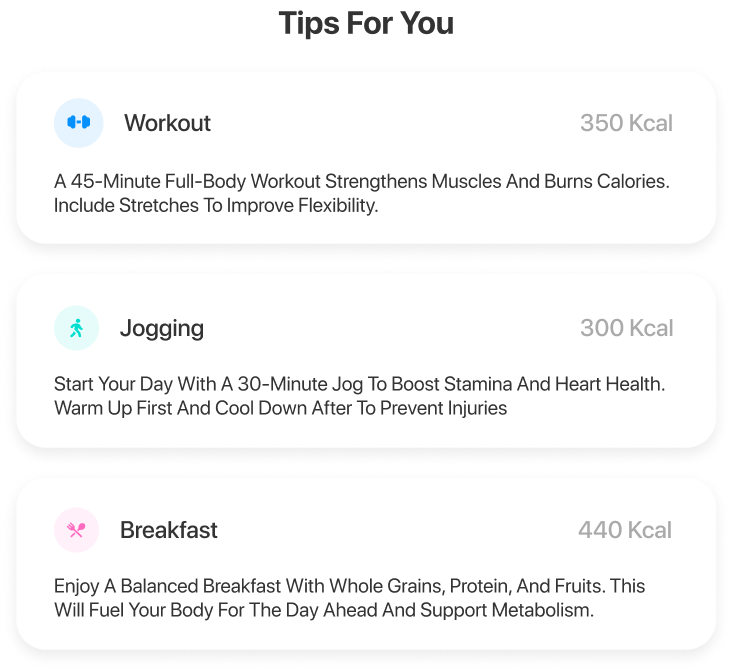 Tips For You
Workout
350 Kcal
A 45-Minute Full-Body Workout Strengthens Muscles And Burns Calories.
Include Stretches To Improve Flexibility.
Jogging
300 Kcal
Start Your Day With A 30-Minute Jog To Boost Stamina And Heart Health.
Warm Up First And Cool Down After To Prevent Injuries
Breakfast
440 Kcal
Enjoy A Balanced Breakfast With Whole Grains, Protein, And Fruits. This
Will Fuel Your Body For The Day Ahead And Support Metabolism.